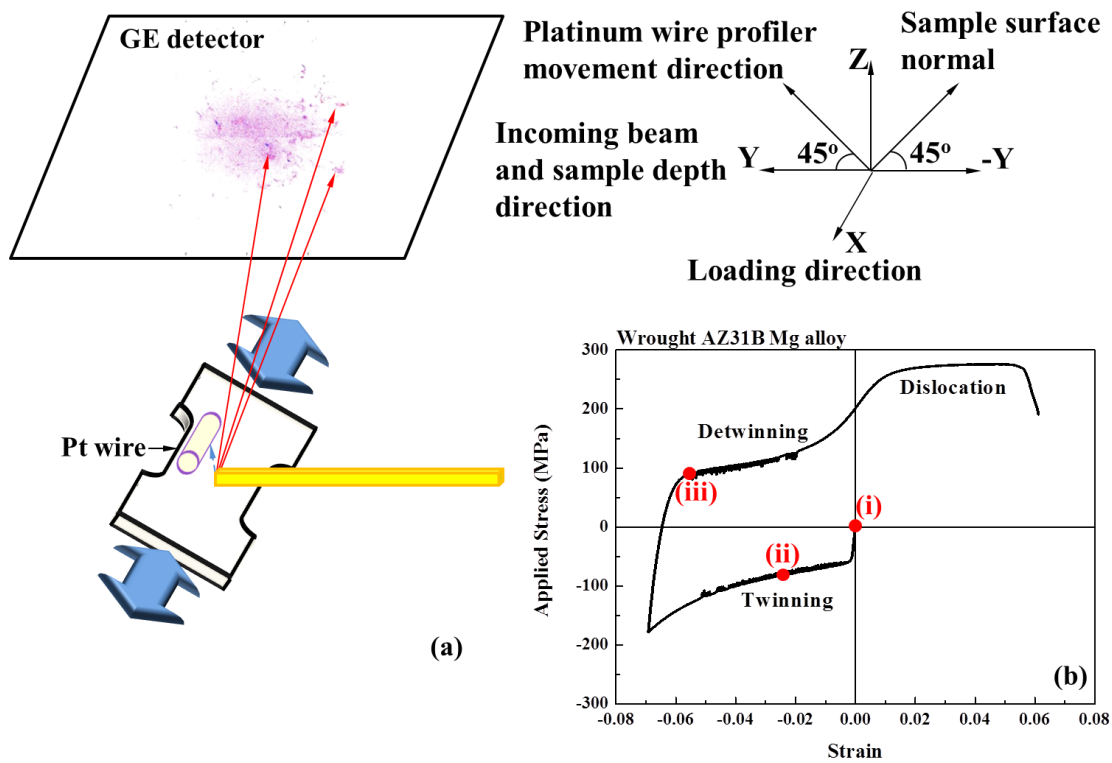 GE detector
Platinum wire profiler
movement direction
Sample surface
normal
Z
Incoming beam
and sample depth
direction
Y
45º
45º
-Y
X
Loading direction
Pt wire
(a)
Wrought AZ31B Mg alloy
300
200
100
0
-100
-200
-300
Applied Stress (MPa)
Dislocation
Detwinning
(iii)
(i)
(ii)
Twinning
(b)
-0.08
-0.06
-0.04
-0.02
0.00
0.02
0.04
0.06
0.08
Strain